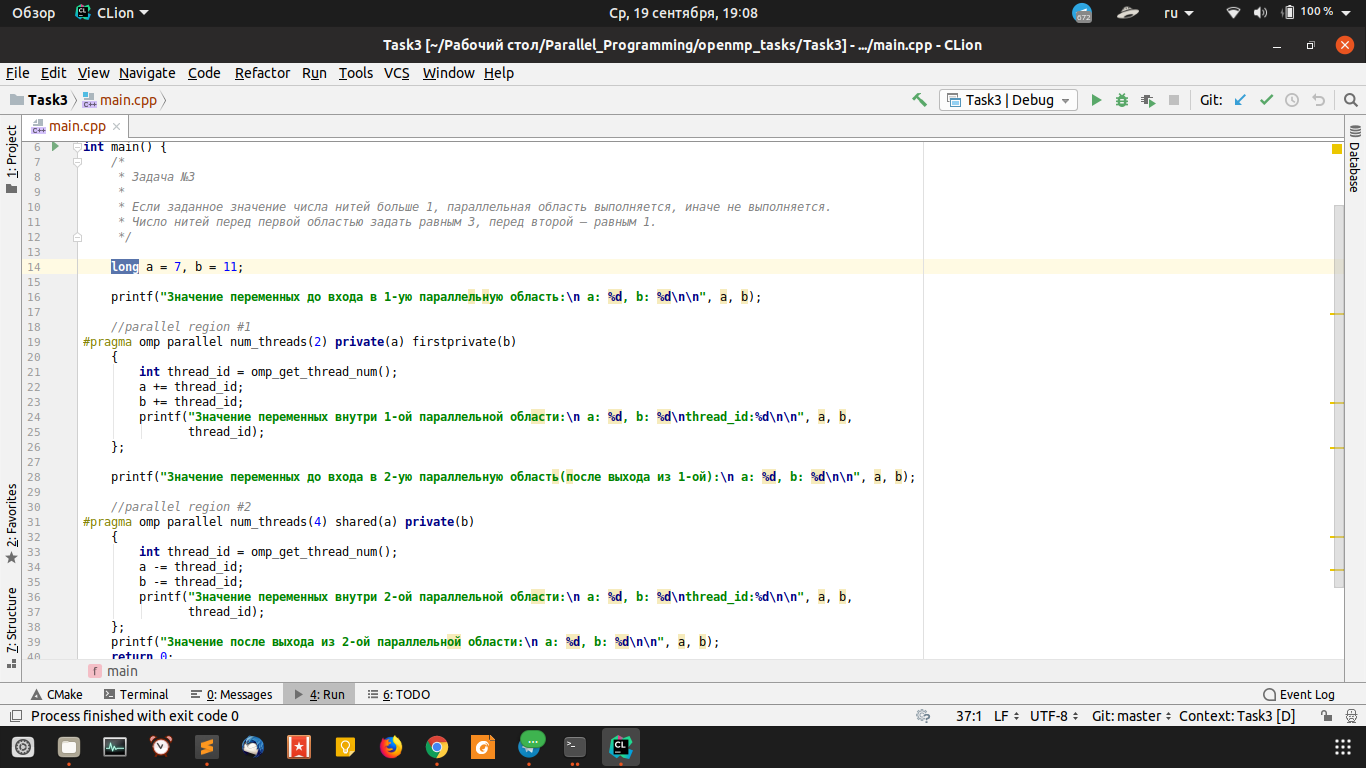 Обзор CLion Ср, 19 сентября, 19:08 672 ru 100 %
Task3 [~/Рабочий стол/Parallel_Programming/openmp_tasks/Task3] - .../main.cpp - CLion
File Edit View Navigate Code Refactor Run Tools VCS Window Help
Task3 main.cpp Task3 | Debug Git:
main.cpp
1: Project
Database
6 int main() {
7 /*
8 * Задача №3
9 *
10 * Если заданное значение числа нитей больше 1, параллельная область выполняется, иначе не выполняется.
11 * Число нитей перед первой областью задать равным 3, перед второй – равным 1.
12 */
13
14 long a = 7, b = 11;
15
16 printf("Значение переменных до входа в 1-ую параллельную область:\n a: %d, b: %d\n\n", a, b);
17
18 //parallel region #1
19 #pragma omp parallel num_threads(2) private(a) firstprivate(b)
20 {
21 int thread_id = omp_get_thread_num();
22 a += thread_id;
23 b += thread_id;
24 printf("Значение переменных внутри 1-ой параллельной области:\n a: %d, b: %d\nthread_id:%d\n\n", a, b,
25 thread_id);
26 };
27
28 printf("Значение переменных до входа в 2-ую параллельную область(после выхода из 1-ой):\n a: %d, b: %d\n\n", a, b);
29
30 //parallel region #2
31 #pragma omp parallel num_threads(4) shared(a) private(b)
32 {
33 int thread_id = omp_get_thread_num();
34 a -= thread_id;
35 b -= thread_id;
36 printf("Значение переменных внутри 2-ой параллельной области:\n a: %d, b: %d\nthread_id:%d\n\n", a, b,
37 thread_id);
38 };
39 printf("Значение после выхода из 2-ой параллельной области:\n a: %d, b: %d\n\n", a, b);
40 return 0;
2: Favorites
7: Structure
f main
CMake Terminal 0: Messages 4: Run 6: TODO Event Log
Process finished with exit code 0 37:1 LF UTF-8 Git: master Context: Task3 [D]
CL